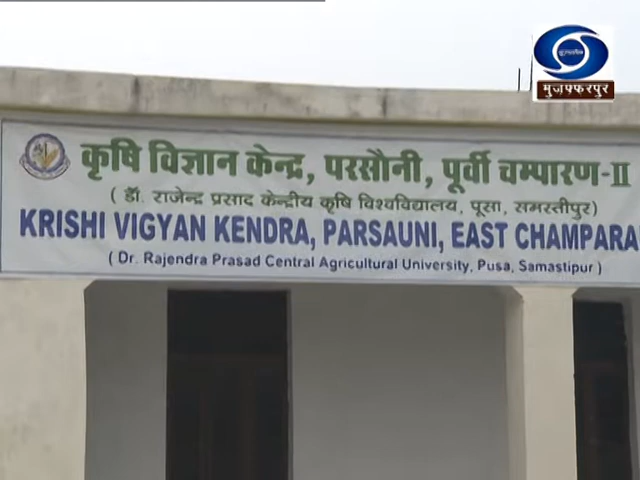 मुज़फ्फरपुर
कृषि विज्ञान केन्द्र, परसौनी, पूर्वी चम्पारण-II
( डॉ. राजेन्द्र प्रसाद केन्द्रीय कृषि विश्वविद्यालय, पूसा, समस्तीपुर)
KRISHI VIGYAN KENDRA, PARSAUNI, EAST CHAMPARA
( Dr. Rajendra Prasad Central Agricultural University, Pusa, Samastipur )